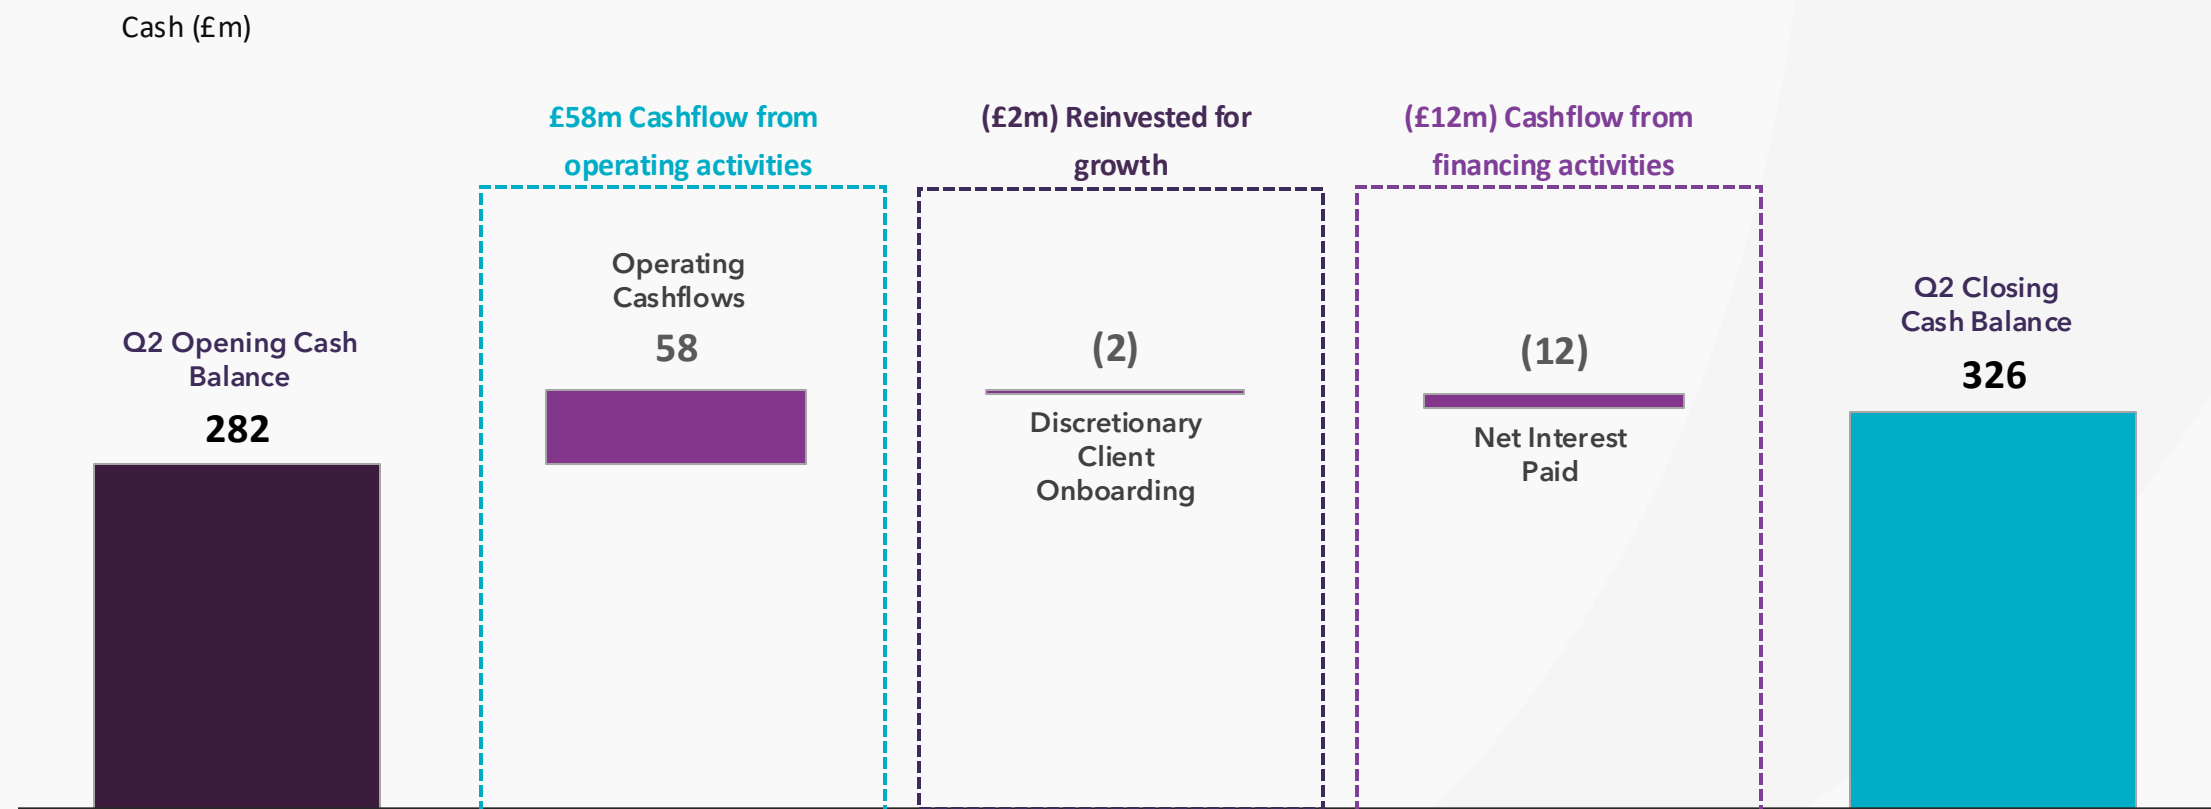 Cash (£m)
£58m Cashflow from
operating activities
(£2m) Reinvested for
growth
(£12m) Cashflow from
financing activities
Q2 Opening Cash
Balance
282
Operating
Cashflows
58
(2)
Discretionary
Client
Onboarding
(12)
Net Interest
Paid
Q2 Closing
Cash Balance
326